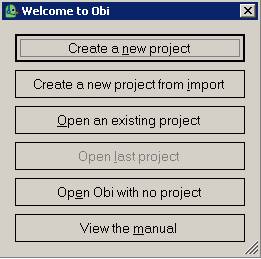 Welcome to Obi
Create a new project
Create a new project from import
Open an existing project
Open last project
Open Obi with no project
View the manual